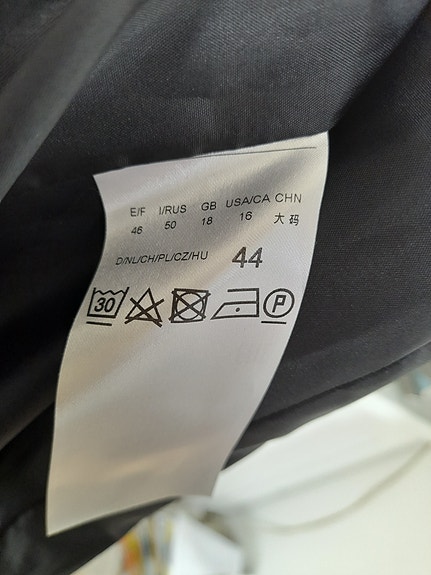 E/F I/RUS GB USA/CA CHN
46 50 18 16 大码
D/NL/CH/PL/CZ/HU 44
30 P